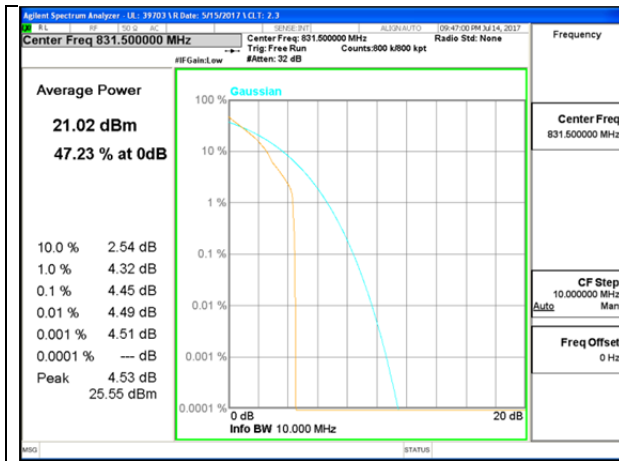 Agilent Spectrum Analyzer - UL: 39703 \ R.Date: 5/15/2017 \ CLT: 2.3
RL RF 50 Ω AC SENSE:INT ALIGN AUTO 09:47:00 PM Jul 14, 2017
Center Freq 831.500000 MHz
Center Freq: 831.500000 MHz Radio Std: None
Trig: Free Run Counts:800 k/800 kpt
#IFGain:Low #Atten: 32 dB
Frequency
Average Power
21.02 dBm
47.23 % at 0dB
10.0 % 2.54 dB
1.0 % 4.32 dB
0.1 % 4.45 dB
0.01 % 4.49 dB
0.001 % 4.51 dB
0.0001 % --- dB
Peak 4.53 dB
25.55 dBm
Gaussian
100 %
10 %
1 %
0.1 %
0.01 %
0.001 %
0.0001 %
0 dB 20 dB
Info BW 10.000 MHz
Center Freq
831.500000 MHz
CF Step
10.000000 MHz
Auto Man
Freq Offset
0 Hz
MSG STATUS